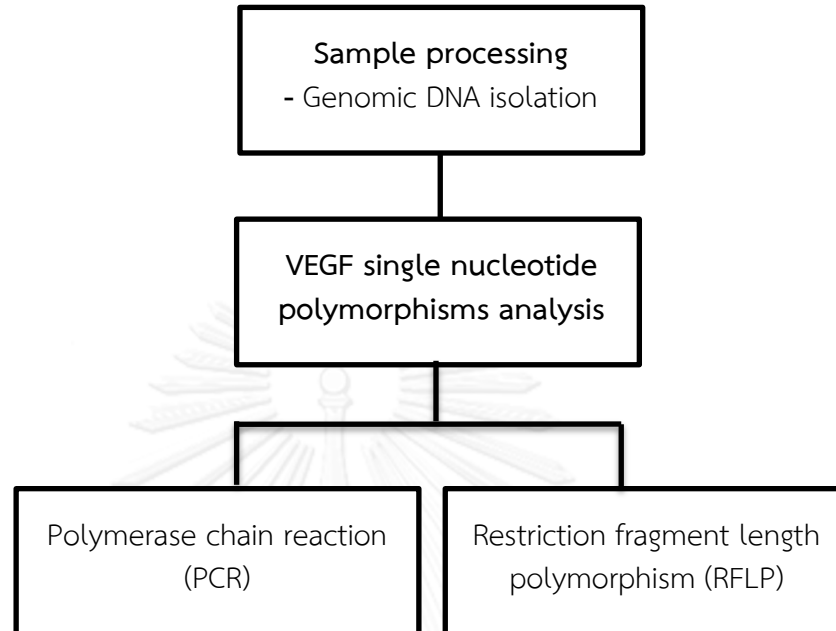 Sample processing
- Genomic DNA isolation
VEGF single nucleotide
polymorphisms analysis
Polymerase chain reaction
(PCR)
Restriction fragment length
polymorphism (RFLP)